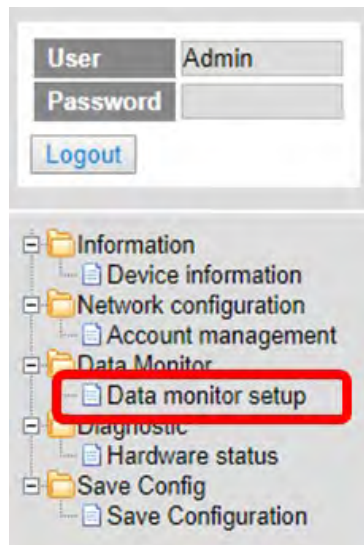 User Admin
Password
Logout
Information
Device information
Network configuration
Account management
Data Monitor
Data monitor setup
Diagnostic
Hardware status
Save Config
Save Configuration